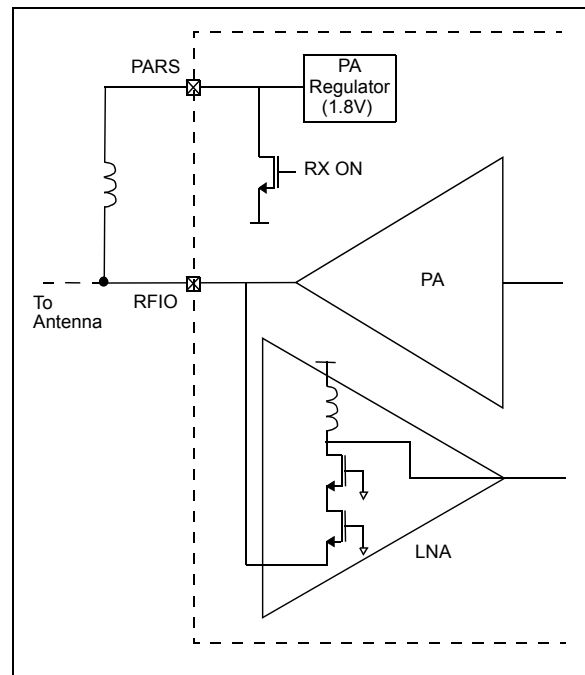 PARS
PA
Regulator
(1.8V)
RX ON
PA
To
Antenna
RFIO
LNA